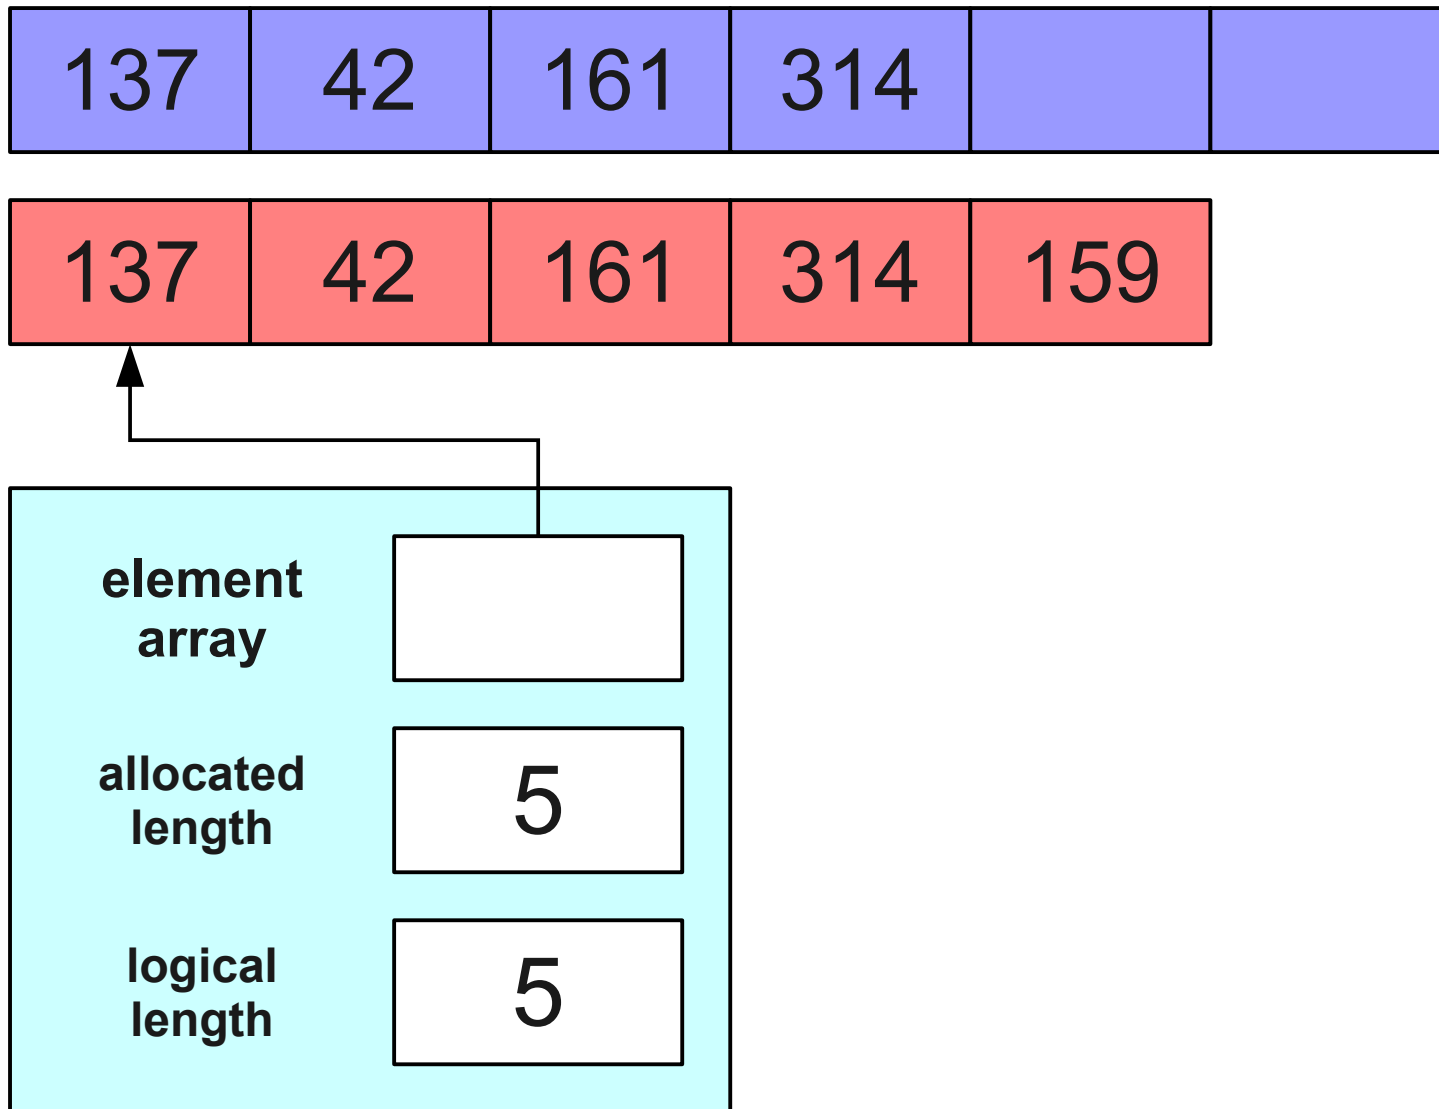 137 42 161 314
137 42 161 314 159
element
array
allocated
length
5
logical
length
5